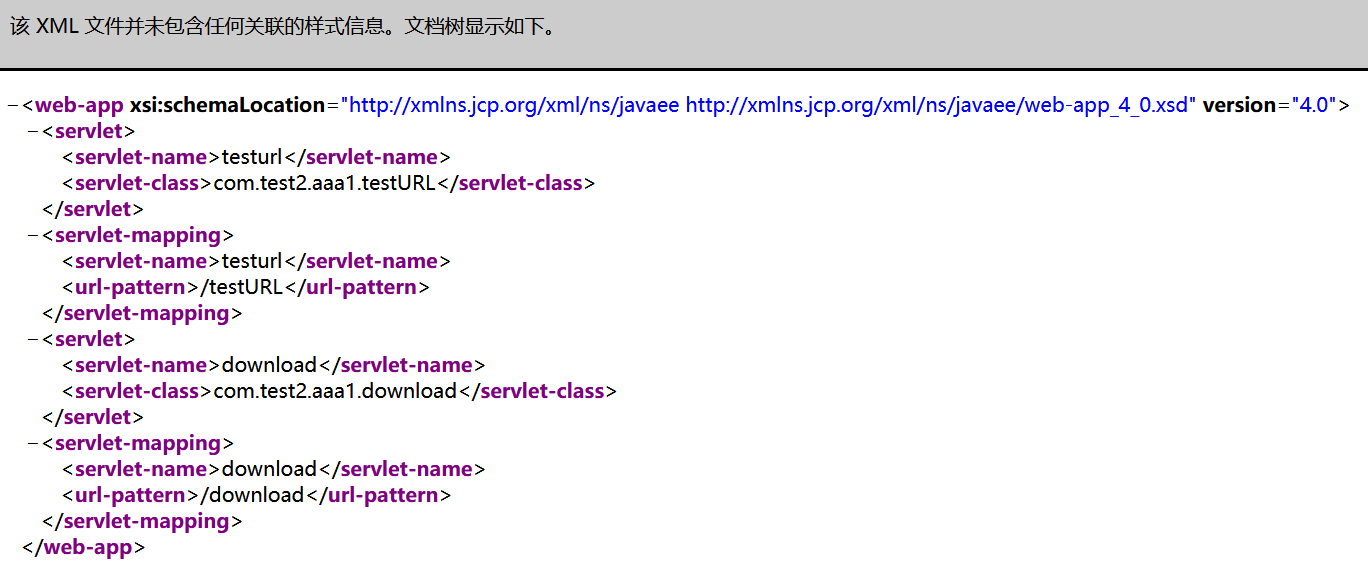 该 XML 文件并未包含任何关联的样式信息。文档树显示如下。
−<web-app xsi:schemaLocation="http://xmlns.jcp.org/xml/ns/javaee http://xmlns.jcp.org/xml/ns/javaee/web-app_4_0.xsd" version="4.0">
−<servlet>
<servlet-name>testurl</servlet-name>
<servlet-class>com.test2.aaa1.testURL</servlet-class>
</servlet>
−<servlet-mapping>
<servlet-name>testurl</servlet-name>
<url-pattern>/testURL</url-pattern>
</servlet-mapping>
−<servlet>
<servlet-name>download</servlet-name>
<servlet-class>com.test2.aaa1.download</servlet-class>
</servlet>
−<servlet-mapping>
<servlet-name>download</servlet-name>
<url-pattern>/download</url-pattern>
</servlet-mapping>
</web-app>